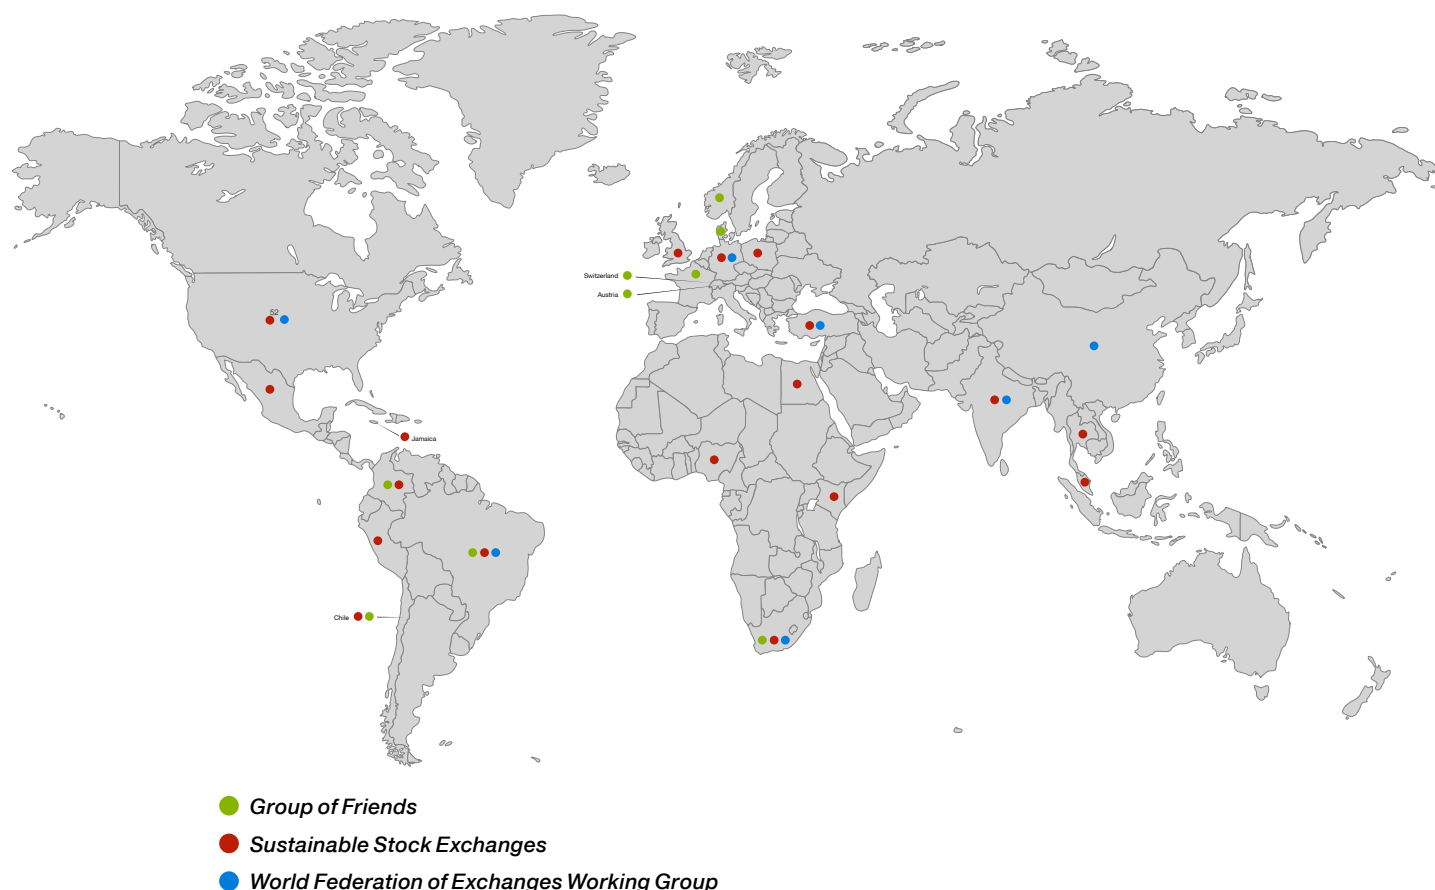 Switzerland
Austria
52
Jamaica
Chile
Group of Friends
Sustainable Stock Exchanges
World Federation of Exchanges Working Group